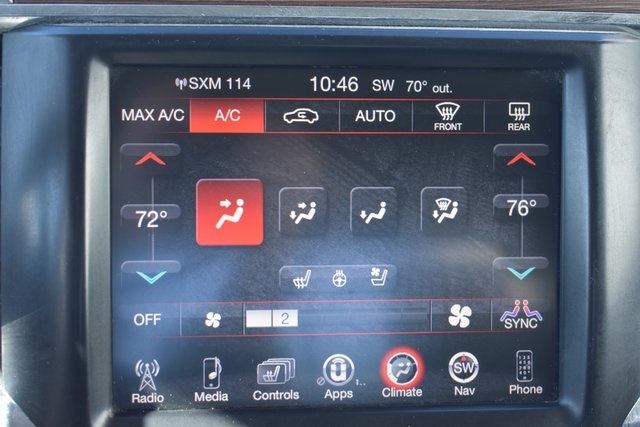 SXM 114 10:46 SW 70° out.
MAX A/C A/C AUTO FRONT REAR
72° 76°
OFF 2 SYNC
SW
Radio Media Controls Apps 1.. Climate Nav Phone